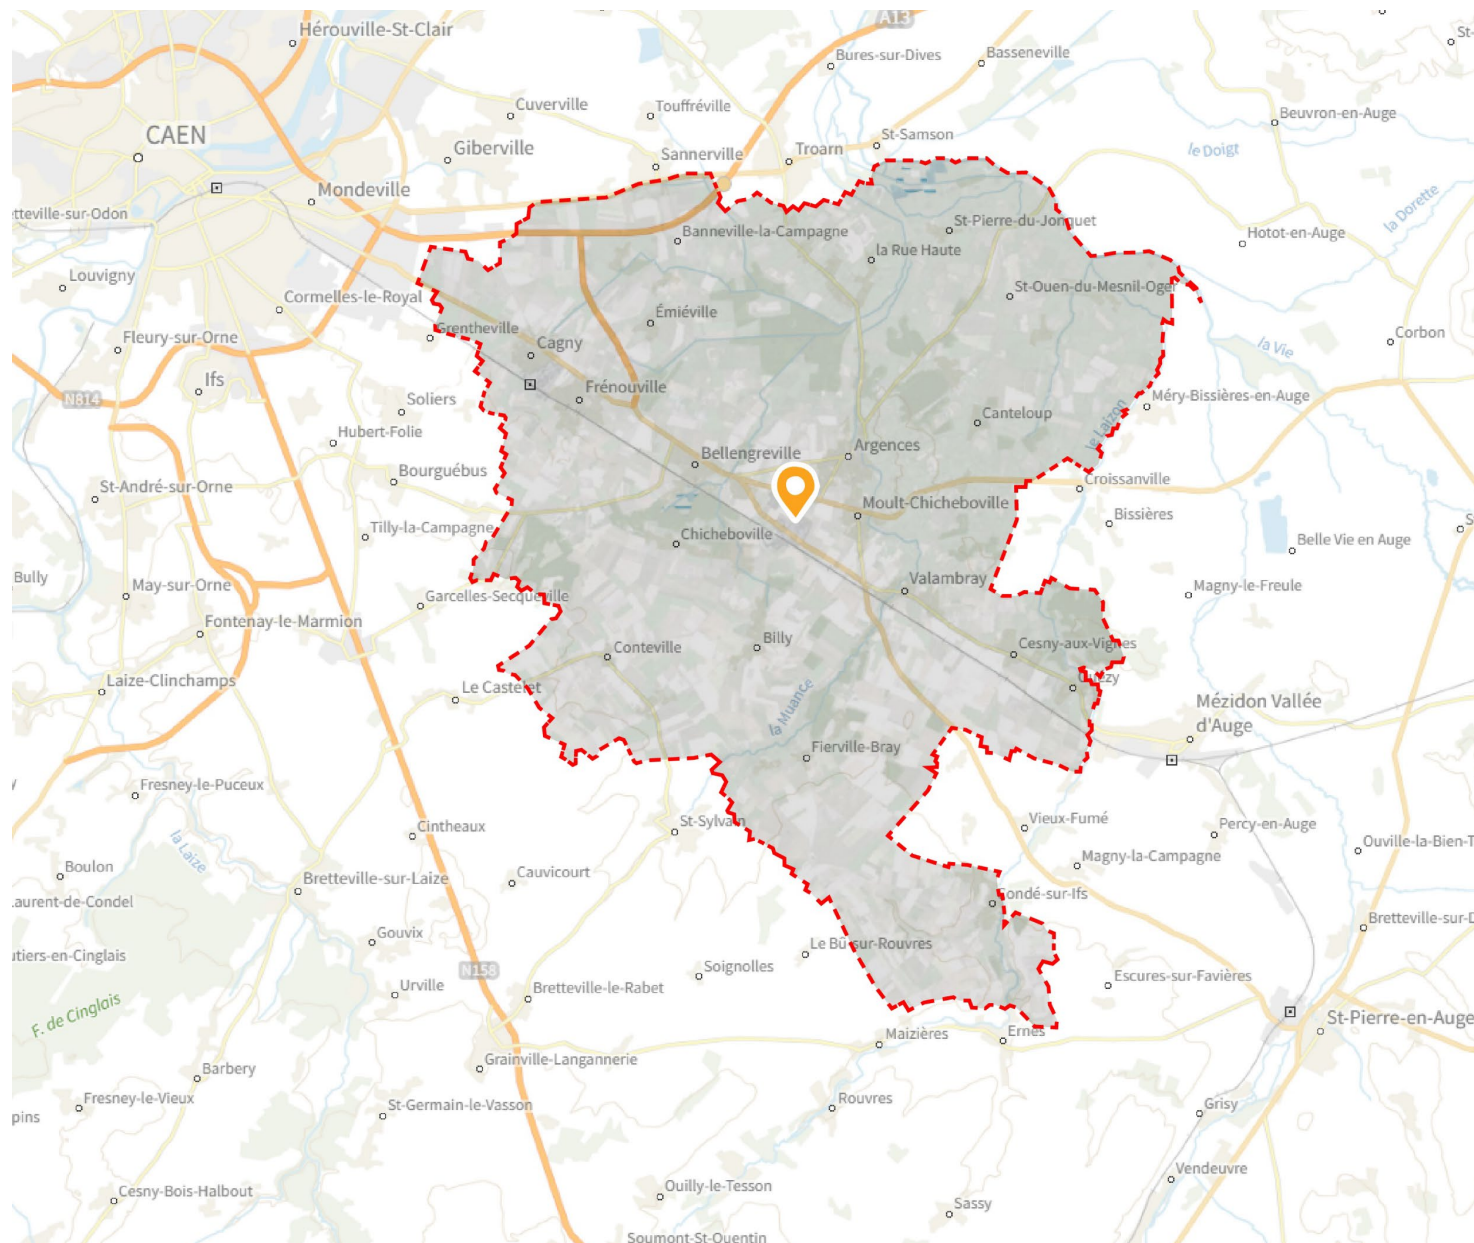 A13
Hérouville-St-Clair
St-
Bures-sur-Dives
Basseneville
Cuverville
Touffréville
Beuvron-en-Auge
CAEN
Giberville
Sannerville
Troarn
St-Samson
le Doigt
Mondeville
etteville-sur-Odon
la Dorette
St-Pierre-du-Jonquet
Banneville-la-Campagne
la Rue Haute
Hotot-en-Auge
Louvigny
Cormelles-le-Royal
St-Ouen-du-Mesnil-Oger
Émiéville
Grentheville
Fleury-sur-Orne
Cagny
Corbon
la Vie
Ifs
Frénouville
N814
Soliers
Méry-Bissières-en-Auge
le Laizon
Canteloup
Hubert-Folie
Argences
Bellengreville
Bourguébus
Croissanville
St-André-sur-Orne
Moult-Chicheboville
Bissières
Tilly-la-Campagne
Chicheboville
Belle Vie en Auge
Bully
May-sur-Orne
Valambray
Magny-le-Freule
Garcelles-Secqueville
Fontenay-le-Marmion
Billy
Conteville
Cesny-aux-Vignes
Ouézy
Laize-Clinchamps
Le Castelet
la Muance
Mézidon Vallée
d'Auge
Fierville-Bray
y
Fresney-le-Puceux
St-Sylvain
Vieux-Fumé
Cintheaux
Percy-en-Auge
la Laize
Ouville-la-Bien-T
Magny-la-Campagne
Boulon
Cauvicourt
Bretteville-sur-Laize
Laurent-de-Condel
Condé-sur-Ifs
Bretteville-sur-D
Gouvix
Le Bû-sur-Rouvres
utiers-en-Cinglais
N158
Soignolles
Escures-sur-Favières
Urville
Bretteville-le-Rabet
F. de Cinglais
St-Pierre-en-Auge
Maizières
Ernes
Grainville-Langannerie
Barbery
Fresney-le-Vieux
St-Germain-le-Vasson
Rouvres
Grisy
pins
Vendeuvre
Cesny-Bois-Halbout
Ouilly-le-Tesson
Sassy
Soumont-St-Quentin